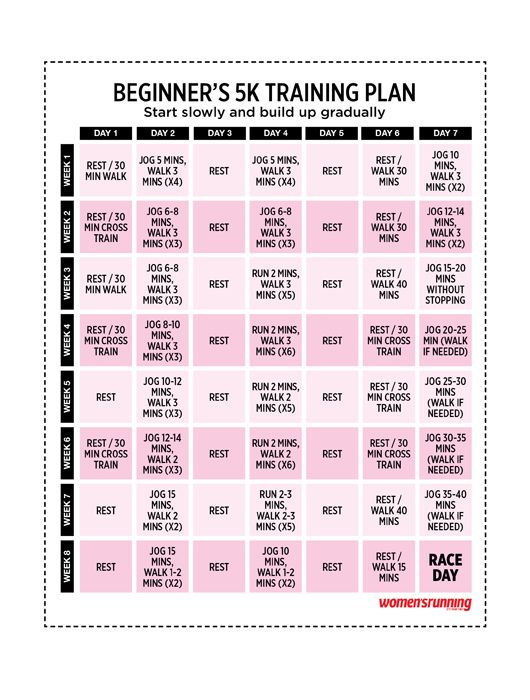 BEGINNER'S 5K TRAINING PLAN
Start slowly and build up gradually
DAY 1 DAY 2 DAY 3 DAY 4 DAY 5 DAY 6 DAY 7
WEEK 1
REST / 30
MIN WALK
JOG 5 MINS,
WALK 3
MINS (X4)
REST
JOG 5 MINS,
WALK 3
MINS (X4)
REST
REST /
WALK 30
MINS
JOG 10
MINS,
WALK 3
MINS (X2)
WEEK 2
REST / 30
MIN CROSS
TRAIN
JOG 6-8
MINS,
WALK 3
MINS (X3)
REST
JOG 6-8
MINS,
WALK 3
MINS (X3)
REST
REST /
WALK 30
MINS
JOG 12-14
MINS,
WALK 3
MINS (X2)
WEEK 3
REST / 30
MIN WALK
JOG 6-8
MINS,
WALK 3
MINS (X3)
REST
RUN 2 MINS,
WALK 3
MINS (X5)
REST
REST /
WALK 40
MINS
JOG 15-20
MINS
WITHOUT
STOPPING
WEEK 4
REST / 30
MIN CROSS
TRAIN
JOG 8-10
MINS,
WALK 3
MINS (X3)
REST
RUN 2 MINS,
WALK 3
MINS (X6)
REST
REST / 30
MIN CROSS
TRAIN
JOG 20-25
MIN (WALK
IF NEEDED)
WEEK 5
REST
JOG 10-12
MINS,
WALK 3
MINS (X3)
REST
RUN 2 MINS,
WALK 2
MINS (X5)
REST
REST / 30
MIN CROSS
TRAIN
JOG 25-30
MINS
(WALK IF
NEEDED)
WEEK 6
REST / 30
MIN CROSS
TRAIN
JOG 12-14
MINS,
WALK 2
MINS (X3)
REST
RUN 2 MINS,
WALK 2
MINS (X6)
REST
REST / 30
MIN CROSS
TRAIN
JOG 30-35
MINS
(WALK IF
NEEDED)
WEEK 7
REST
JOG 15
MINS,
WALK 2
MINS (X2)
REST
RUN 2-3
MINS,
WALK 2-3
MINS (X5)
REST
REST /
WALK 40
MINS
JOG 35-40
MINS
(WALK IF
NEEDED)
WEEK 8
REST
JOG 15
MINS,
WALK 1-2
MINS (X2)
REST
JOG 10
MINS,
WALK 1-2
MINS (X2)
REST
REST /
WALK 15
MINS
RACE
DAY
women'srunning